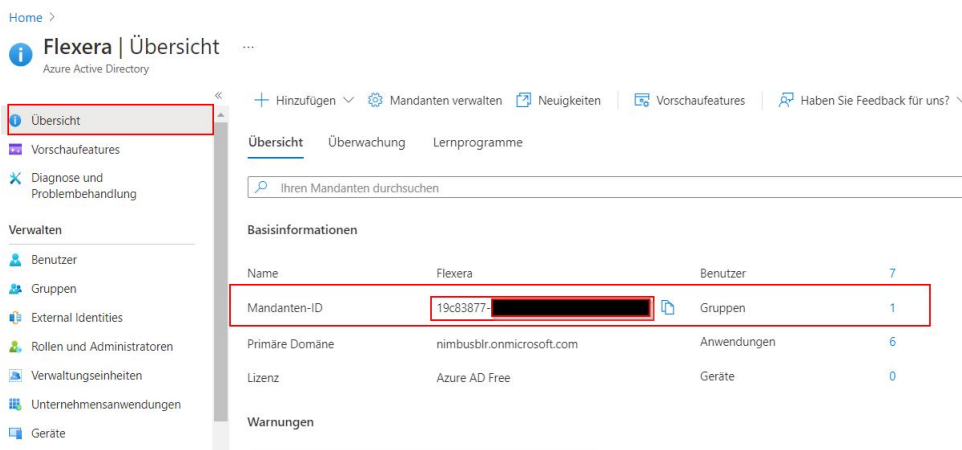 Home >
Flexera | Übersicht ...
Azure Active Directory
«
Übersicht
Vorschaufeatures
Diagnose und
Problembehandlung
Verwalten
Benutzer
Gruppen
External Identities
Rollen und Administratoren
Verwaltungseinheiten
Unternehmensanwendungen
Geräte
+ Hinzufügen Mandanten verwalten Neuigkeiten Vorschaufeatures Haben Sie Feedback für uns?
Übersicht Überwachung Lernprogramme
Ihren Mandanten durchsuchen
Basisinformationen
Name Flexera Benutzer 7
Mandanten-ID 19c83877- Gruppen 1
Primäre Domäne nimbusblr.onmicrosoft.com Anwendungen 6
Lizenz Azure AD Free Geräte 0
Warnungen